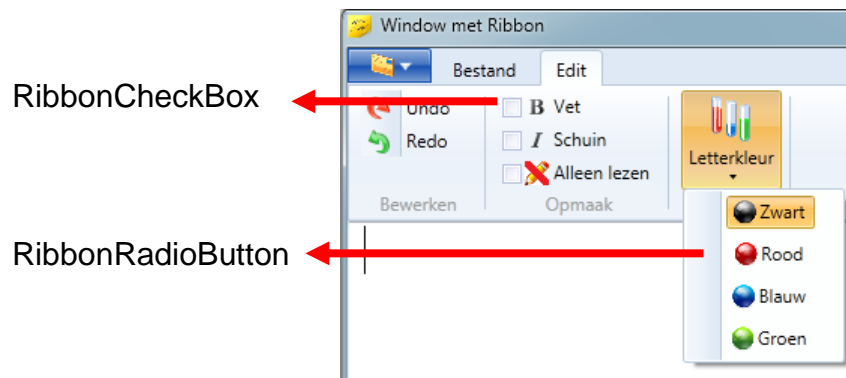 Window met Ribbon
Bestand Edit
RibbonCheckBox
Undo
B Vet
Redo
I Schuin
Letterkleur
Alleen lezen
Bewerken
Opmaak
Zwart
RibbonRadioButton
Rood
Blauw
Groen